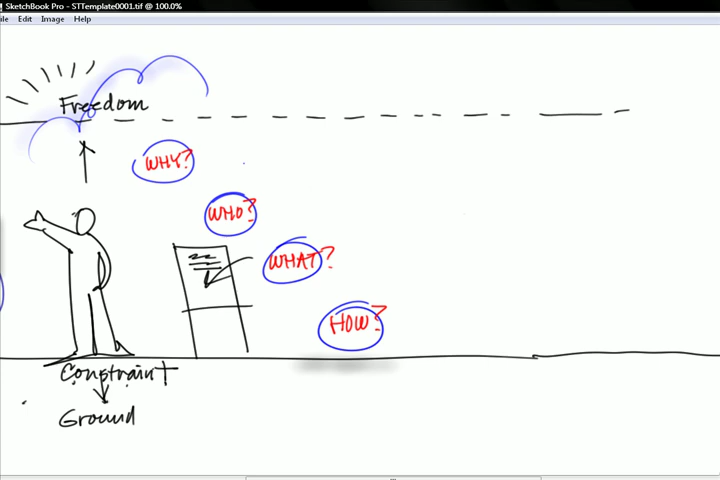 SketchBook Pro - STTemplate0001.tif @ 100.0%
ile Edit Image Help
Freedom
WHY?
WHO?
WHAT?
HOW?
Constraint
Ground